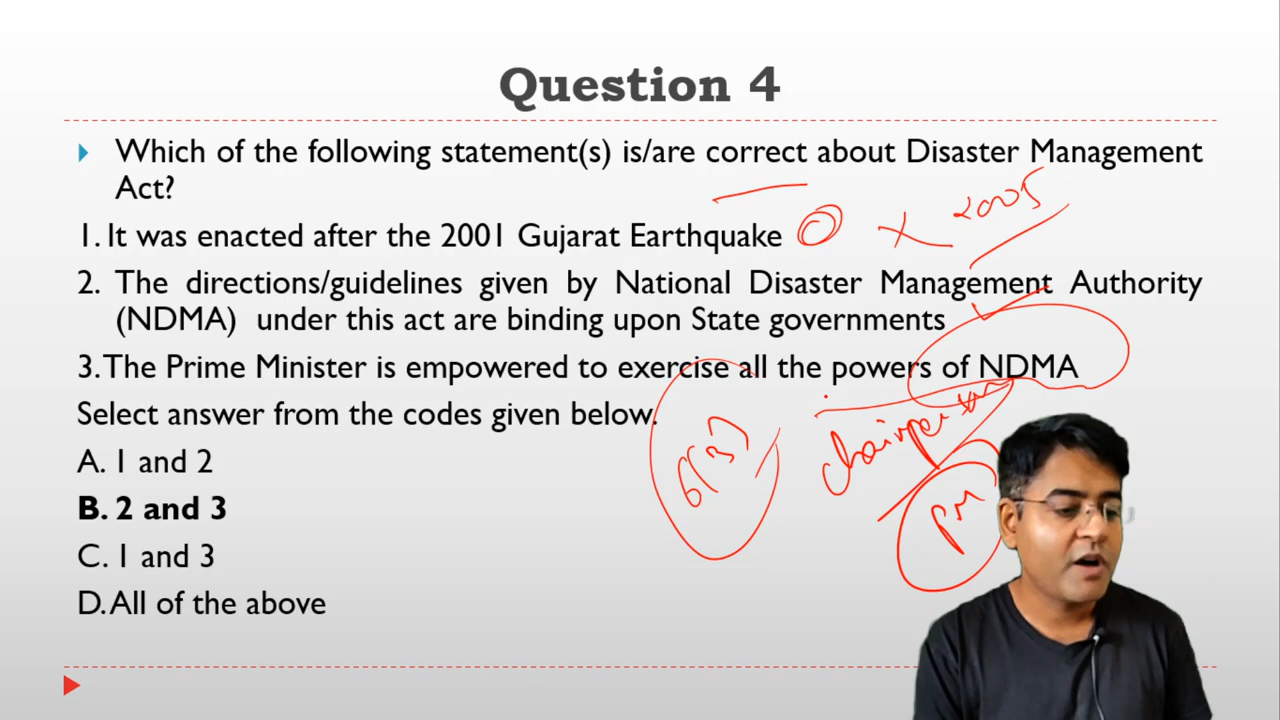 Question 4
Which of the following statement(s) is/are correct about Disaster Management
Act?
1. It was enacted after the 2001 Gujarat Earthquake X 2005
2. The directions/guidelines given by National Disaster Management Authority
(NDMA) under this act are binding upon State governments
3. The Prime Minister is empowered to exercise all the powers of NDMA
Select answer from the codes given below.
chairperson
6(3)
A. 1 and 2
B. 2 and 3
PM
C. 1 and 3
D. All of the above